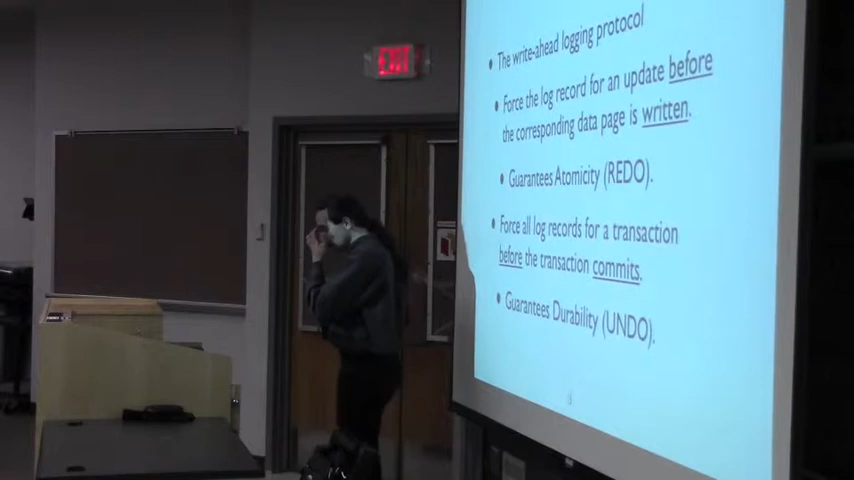 EXIT
• The write-ahead logging protocol
• Force the log record for an update before
the corresponding data page is written.
• Guarantees Atomicity (REDO).
• Force all log records for a transaction
before the transaction commits.
• Guarantees Durability (UNDO).